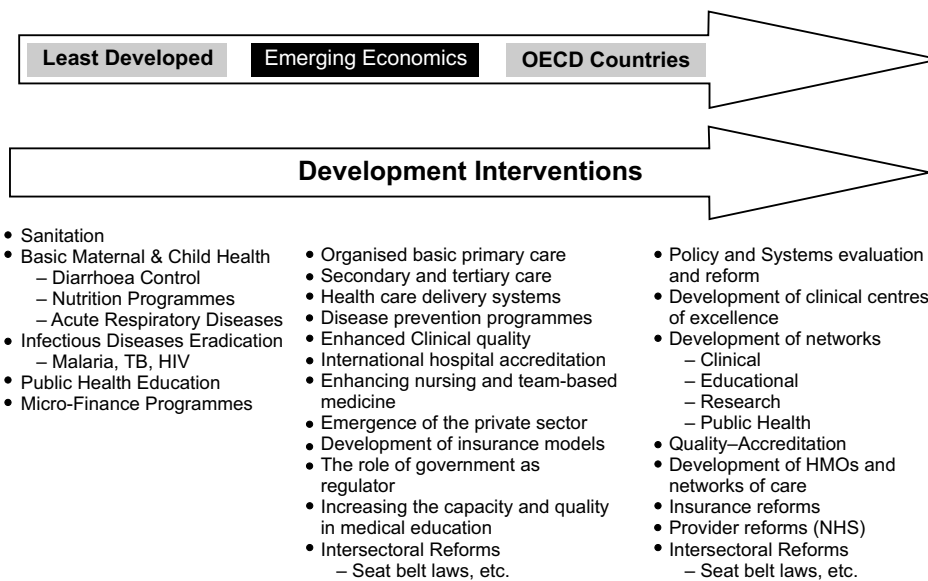 Least Developed
Emerging Economics
OECD Countries
Development Interventions
• Sanitation
• Basic Maternal & Child Health
– Diarrhoea Control
– Nutrition Programmes
– Acute Respiratory Diseases
• Infectious Diseases Eradication
– Malaria, TB, HIV
• Public Health Education
• Micro-Finance Programmes
• Organised basic primary care
• Secondary and tertiary care
• Health care delivery systems
• Disease prevention programmes
• Enhanced Clinical quality
• International hospital accreditation
• Enhancing nursing and team-based
medicine
• Emergence of the private sector
• Development of insurance models
• The role of government as
regulator
• Increasing the capacity and quality
in medical education
• Intersectoral Reforms
– Seat belt laws, etc.
• Policy and Systems evaluation
and reform
• Development of clinical centres
of excellence
• Development of networks
– Clinical
– Educational
– Research
– Public Health
• Quality–Accreditation
• Development of HMOs and
networks of care
• Insurance reforms
• Provider reforms (NHS)
• Intersectoral Reforms
– Seat belt laws, etc.